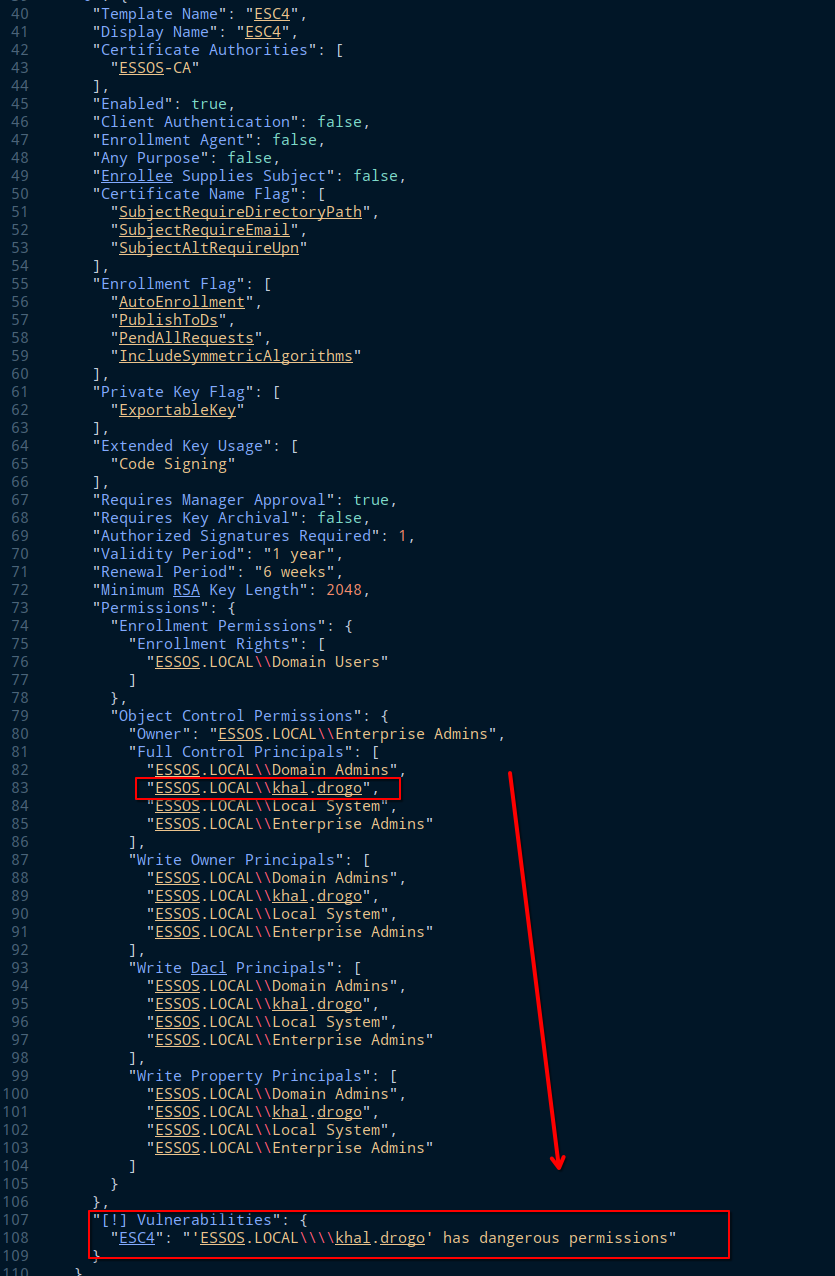 40 "Template Name": "ESC4",
41 "Display Name": "ESC4",
42 "Certificate Authorities": [
43 "ESSOS-CA"
44 ],
45 "Enabled": true,
46 "Client Authentication": false,
47 "Enrollment Agent": false,
48 "Any Purpose": false,
49 "Enrollee Supplies Subject": false,
50 "Certificate Name Flag": [
51 "SubjectRequireDirectoryPath",
52 "SubjectRequireEmail",
53 "SubjectAltRequireUpn"
54 ],
55 "Enrollment Flag": [
56 "AutoEnrollment",
57 "PublishToDs",
58 "PendAllRequests",
59 "IncludeSymmetricAlgorithms"
60 ],
61 "Private Key Flag": [
62 "ExportableKey"
63 ],
64 "Extended Key Usage": [
65 "Code Signing"
66 ],
67 "Requires Manager Approval": true,
68 "Requires Key Archival": false,
69 "Authorized Signatures Required": 1,
70 "Validity Period": "1 year",
71 "Renewal Period": "6 weeks",
72 "Minimum RSA Key Length": 2048,
73 "Permissions": {
74 "Enrollment Permissions": {
75 "Enrollment Rights": [
76 "ESSOS.LOCAL\\Domain Users"
77 ]
78 },
79 "Object Control Permissions": {
80 "Owner": "ESSOS.LOCAL\\Enterprise Admins",
81 "Full Control Principals": [
82 "ESSOS.LOCAL\\Domain Admins",
83 "ESSOS.LOCAL\\khal.drogo",
84 "ESSOS.LOCAL\\Local System",
85 "ESSOS.LOCAL\\Enterprise Admins"
86 ],
87 "Write Owner Principals": [
88 "ESSOS.LOCAL\\Domain Admins",
89 "ESSOS.LOCAL\\khal.drogo",
90 "ESSOS.LOCAL\\Local System",
91 "ESSOS.LOCAL\\Enterprise Admins"
92 ],
93 "Write Dacl Principals": [
94 "ESSOS.LOCAL\\Domain Admins",
95 "ESSOS.LOCAL\\khal.drogo",
96 "ESSOS.LOCAL\\Local System",
97 "ESSOS.LOCAL\\Enterprise Admins"
98 ],
99 "Write Property Principals": [
100 "ESSOS.LOCAL\\Domain Admins",
101 "ESSOS.LOCAL\\khal.drogo",
102 "ESSOS.LOCAL\\Local System",
103 "ESSOS.LOCAL\\Enterprise Admins"
104 ]
105 }
106 },
107 "[!] Vulnerabilities": {
108 "ESC4": "'ESSOS.LOCAL\\\\khal.drogo' has dangerous permissions"
109 }
110 }